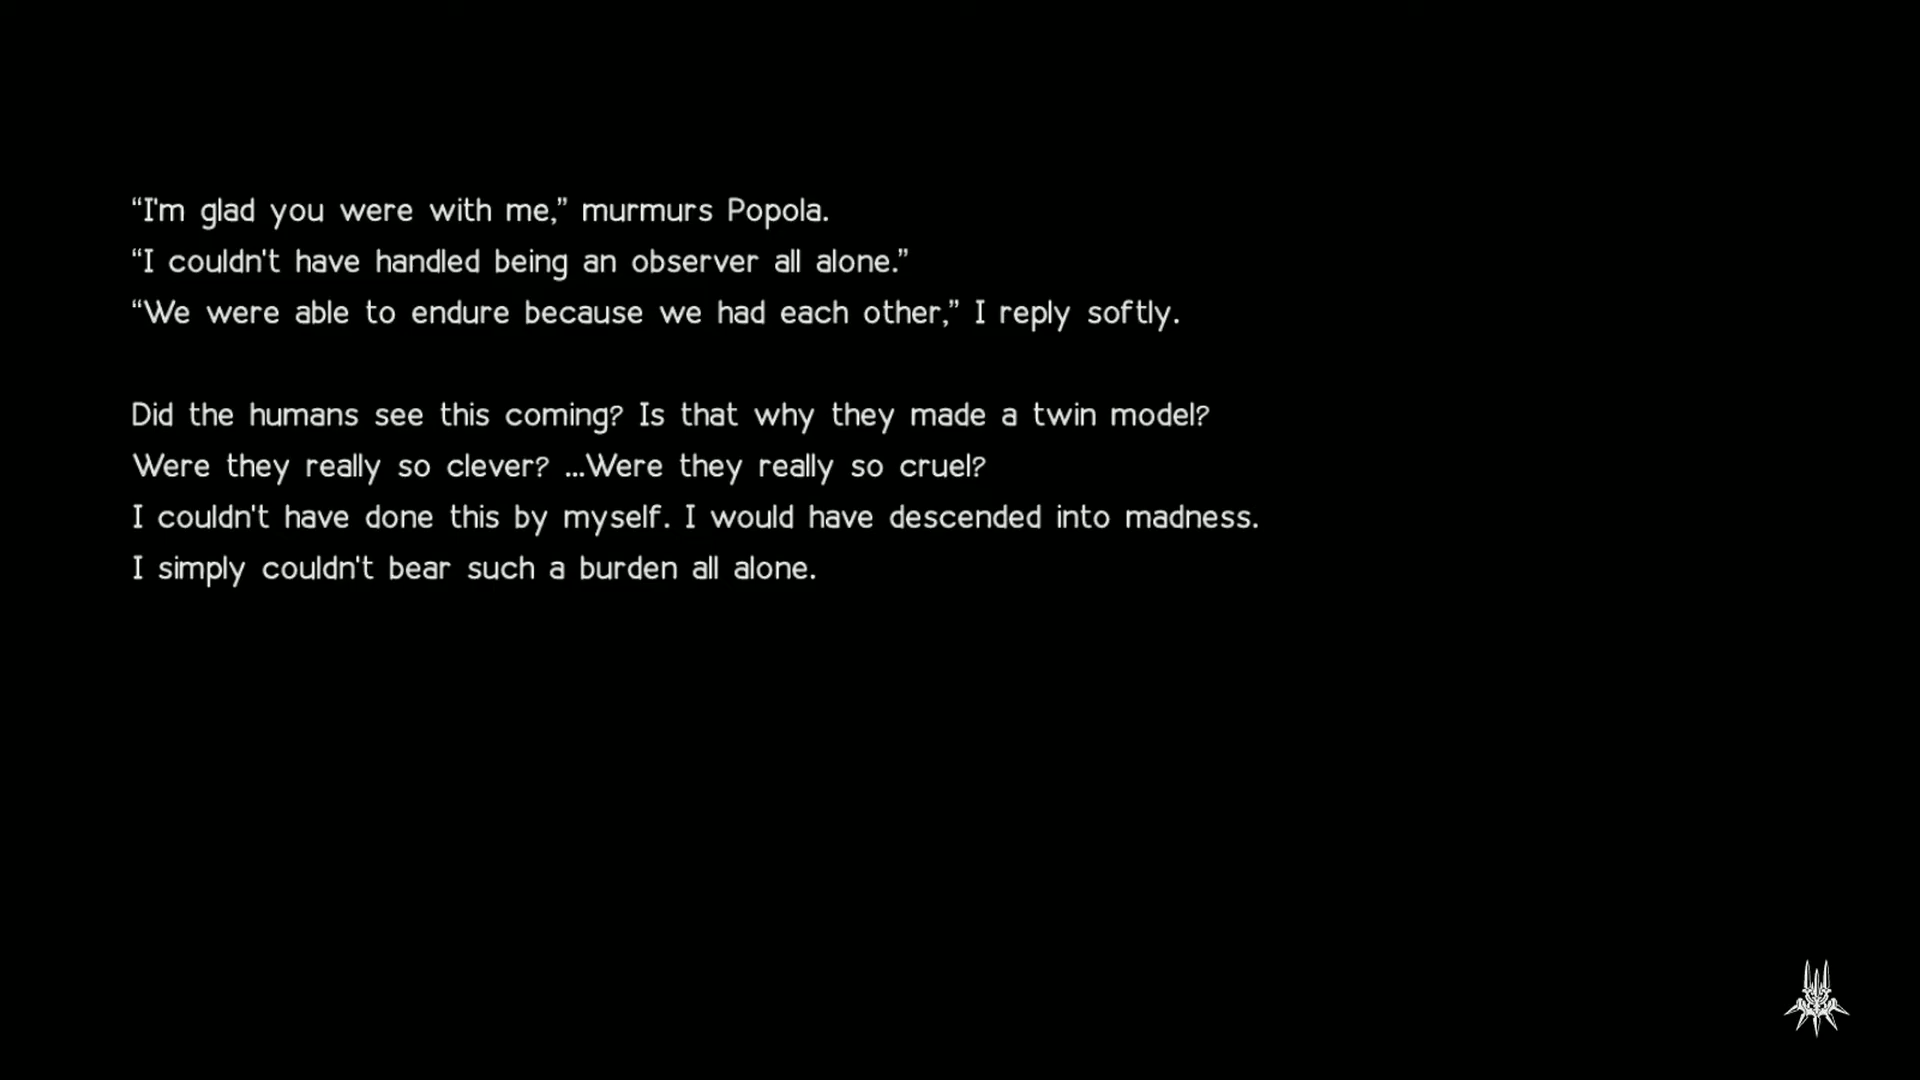 “I'm glad you were with me,” murmurs Popola.
“I couldn't have handled being an observer all alone.”
“We were able to endure because we had each other,” I reply softly.
Did the humans see this coming? Is that why they made a twin model?
Were they really so clever? ...Were they really so cruel?
I couldn't have done this by myself. I would have descended into madness.
I simply couldn't bear such a burden all alone.